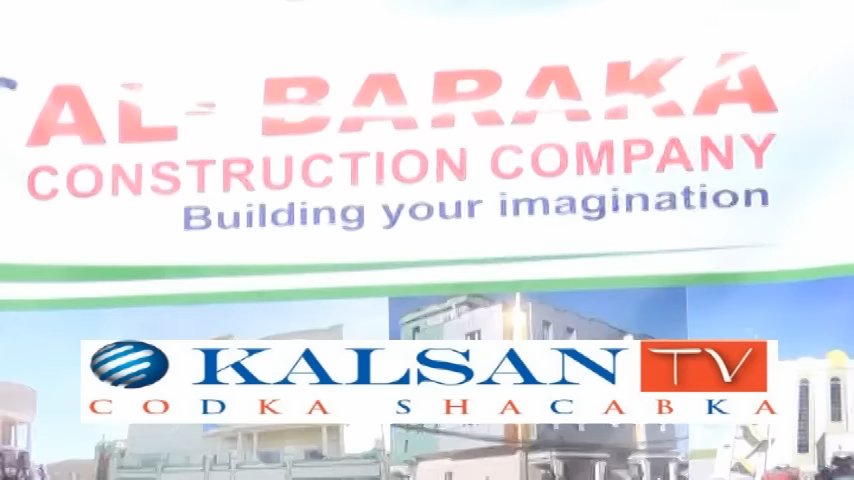 AL- BARAKA
CONSTRUCTION COMPANY
Building your imagination
KALSAN TV
CODKA SHACABKA